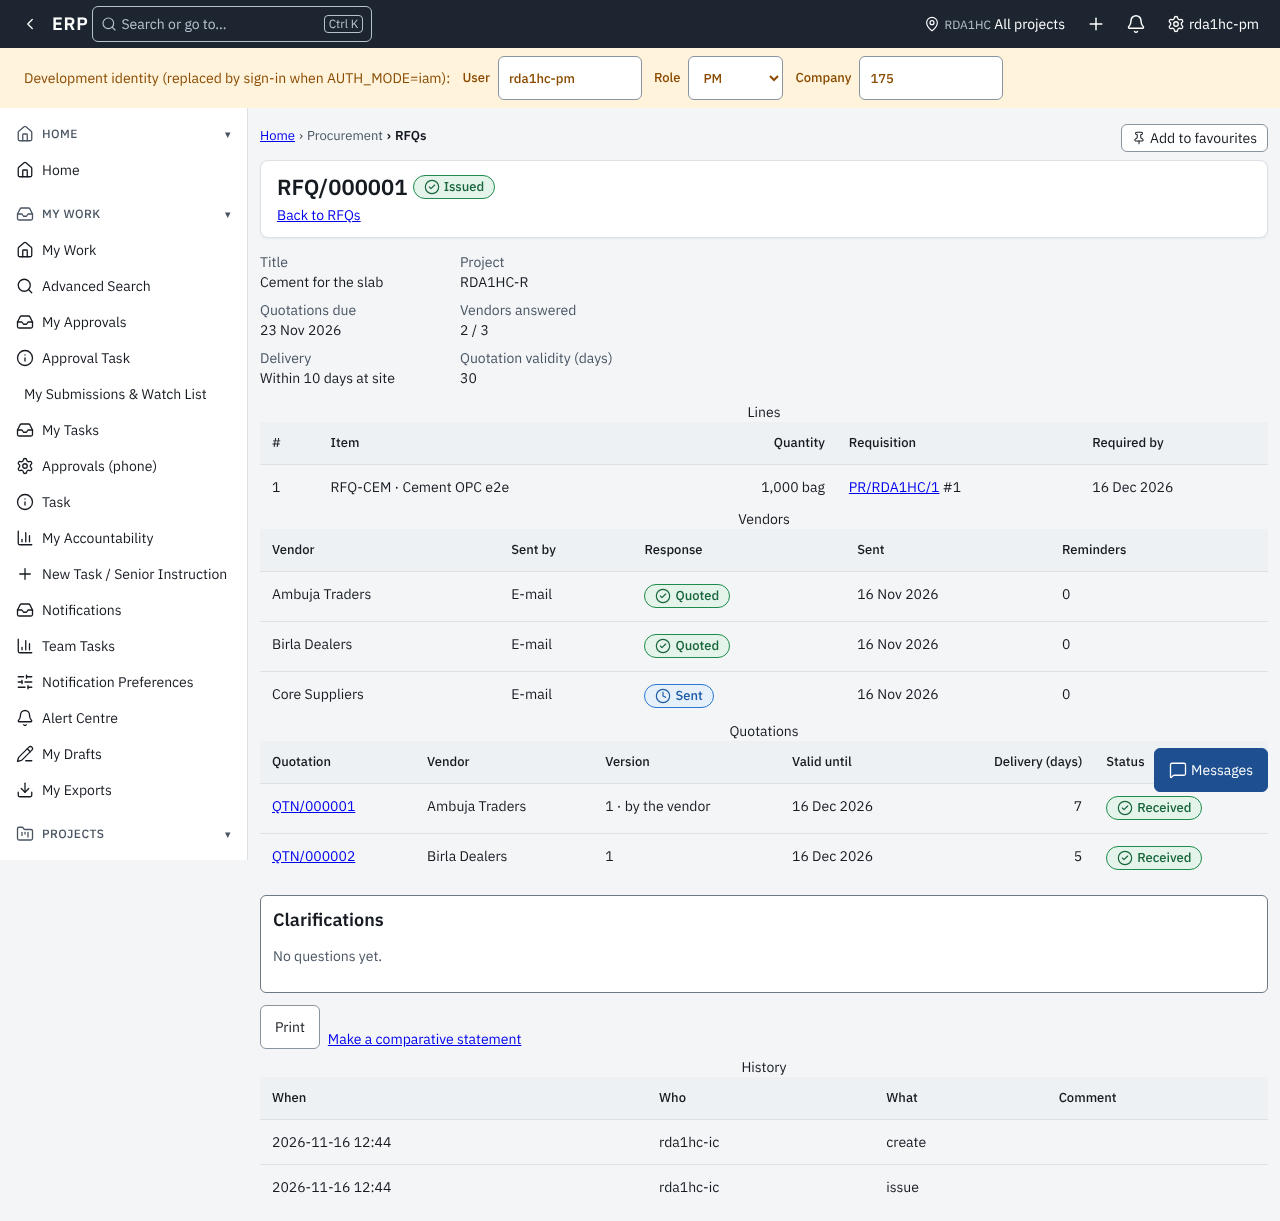 ERP
Search or go to...
Ctrl K
RDA1HC All projects
rda1hc-pm
Development identity (replaced by sign-in when AUTH_MODE=iam):
User
rda1hc-pm
Role
PM
Company
175
HOME
Home
MY WORK
My Work
Advanced Search
My Approvals
Approval Task
My Submissions & Watch List
My Tasks
Approvals (phone)
Task
My Accountability
New Task / Senior Instruction
Notifications
Team Tasks
Notification Preferences
Alert Centre
My Drafts
My Exports
PROJECTS
Home › Procurement › RFQs
Add to favourites
RFQ/000001 Issued
Back to RFQs
Title Project
Cement for the slab RDA1HC-R
Quotations due Vendors answered
23 Nov 2026 2 / 3
Delivery Quotation validity (days)
Within 10 days at site 30
Lines
# Item Quantity Requisition Required by
1 RFQ-CEM · Cement OPC e2e 1,000 bag PR/RDA1HC/1 #1 16 Dec 2026
Vendors
Vendor Sent by Response Sent Reminders
Ambuja Traders E-mail Quoted 16 Nov 2026 0
Birla Dealers E-mail Quoted 16 Nov 2026 0
Core Suppliers E-mail Sent 16 Nov 2026 0
Quotations
Quotation Vendor Version Valid until Delivery (days) Status
Messages
QTN/000001 Ambuja Traders 1 · by the vendor 16 Dec 2026 7 Received
QTN/000002 Birla Dealers 1 16 Dec 2026 5 Received
Clarifications
No questions yet.
Print
Make a comparative statement
History
When Who What Comment
2026-11-16 12:44 rda1hc-ic create
2026-11-16 12:44 rda1hc-ic issue